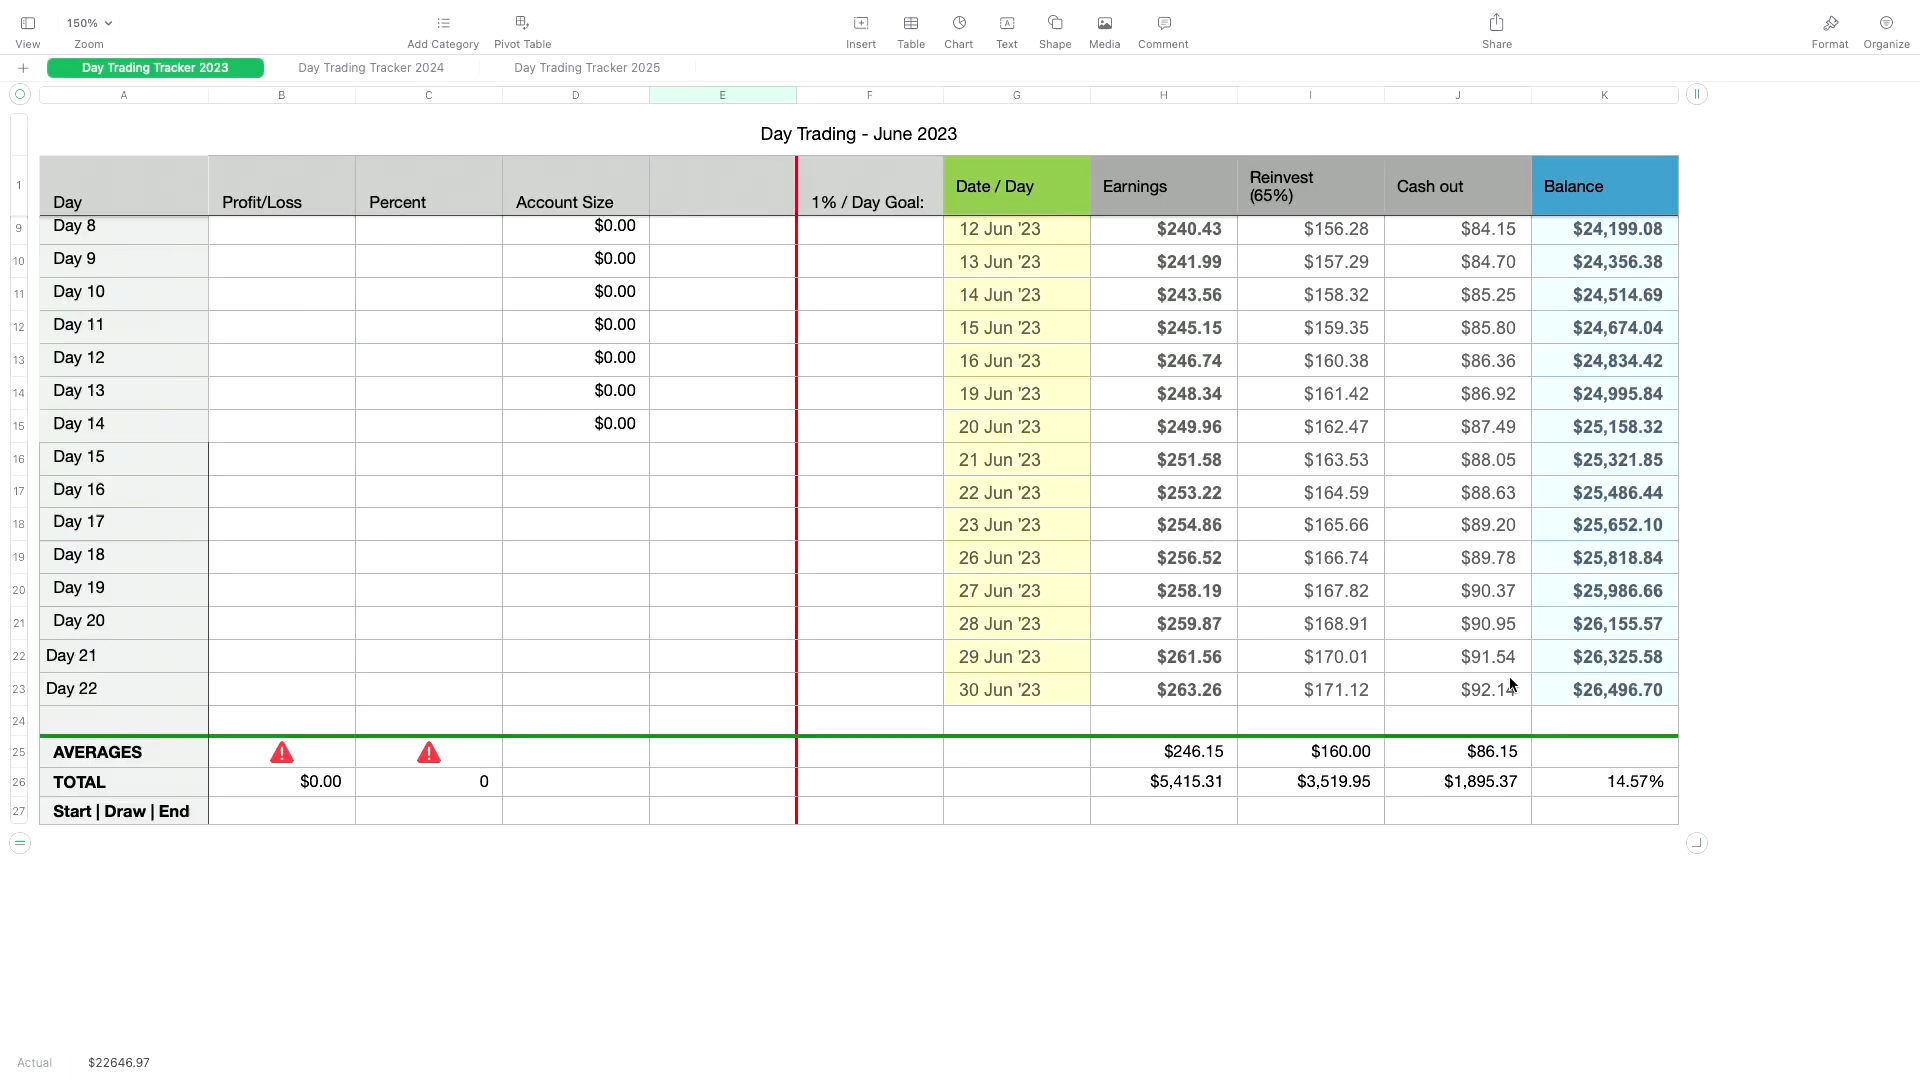 150%
View Zoom Add Category Pivot Table Insert Table Chart Text Shape Media Comment Share Format Organize
Day Trading Tracker 2023 Day Trading Tracker 2024 Day Trading Tracker 2025
A B C D E F G H I J K
Day Trading - June 2023
1 Day Profit/Loss Percent Account Size 1% / Day Goal: Date / Day Earnings Reinvest (65%) Cash out Balance
9 Day 8 $0.00 12 Jun '23 $240.43 $156.28 $84.15 $24,199.08
10 Day 9 $0.00 13 Jun '23 $241.99 $157.29 $84.70 $24,356.38
11 Day 10 $0.00 14 Jun '23 $243.56 $158.32 $85.25 $24,514.69
12 Day 11 $0.00 15 Jun '23 $245.15 $159.35 $85.80 $24,674.04
13 Day 12 $0.00 16 Jun '23 $246.74 $160.38 $86.36 $24,834.42
14 Day 13 $0.00 19 Jun '23 $248.34 $161.42 $86.92 $24,995.84
15 Day 14 $0.00 20 Jun '23 $249.96 $162.47 $87.49 $25,158.32
16 Day 15 21 Jun '23 $251.58 $163.53 $88.05 $25,321.85
17 Day 16 22 Jun '23 $253.22 $164.59 $88.63 $25,486.44
18 Day 17 23 Jun '23 $254.86 $165.66 $89.20 $25,652.10
19 Day 18 26 Jun '23 $256.52 $166.74 $89.78 $25,818.84
20 Day 19 27 Jun '23 $258.19 $167.82 $90.37 $25,986.66
21 Day 20 28 Jun '23 $259.87 $168.91 $90.95 $26,155.57
22 Day 21 29 Jun '23 $261.56 $170.01 $91.54 $26,325.58
23 Day 22 30 Jun '23 $263.26 $171.12 $92.14 $26,496.70
24
25 AVERAGES $246.15 $160.00 $86.15
26 TOTAL $0.00 0 $5,415.31 $3,519.95 $1,895.37 14.57%
27 Start | Draw | End
Actual $22646.97